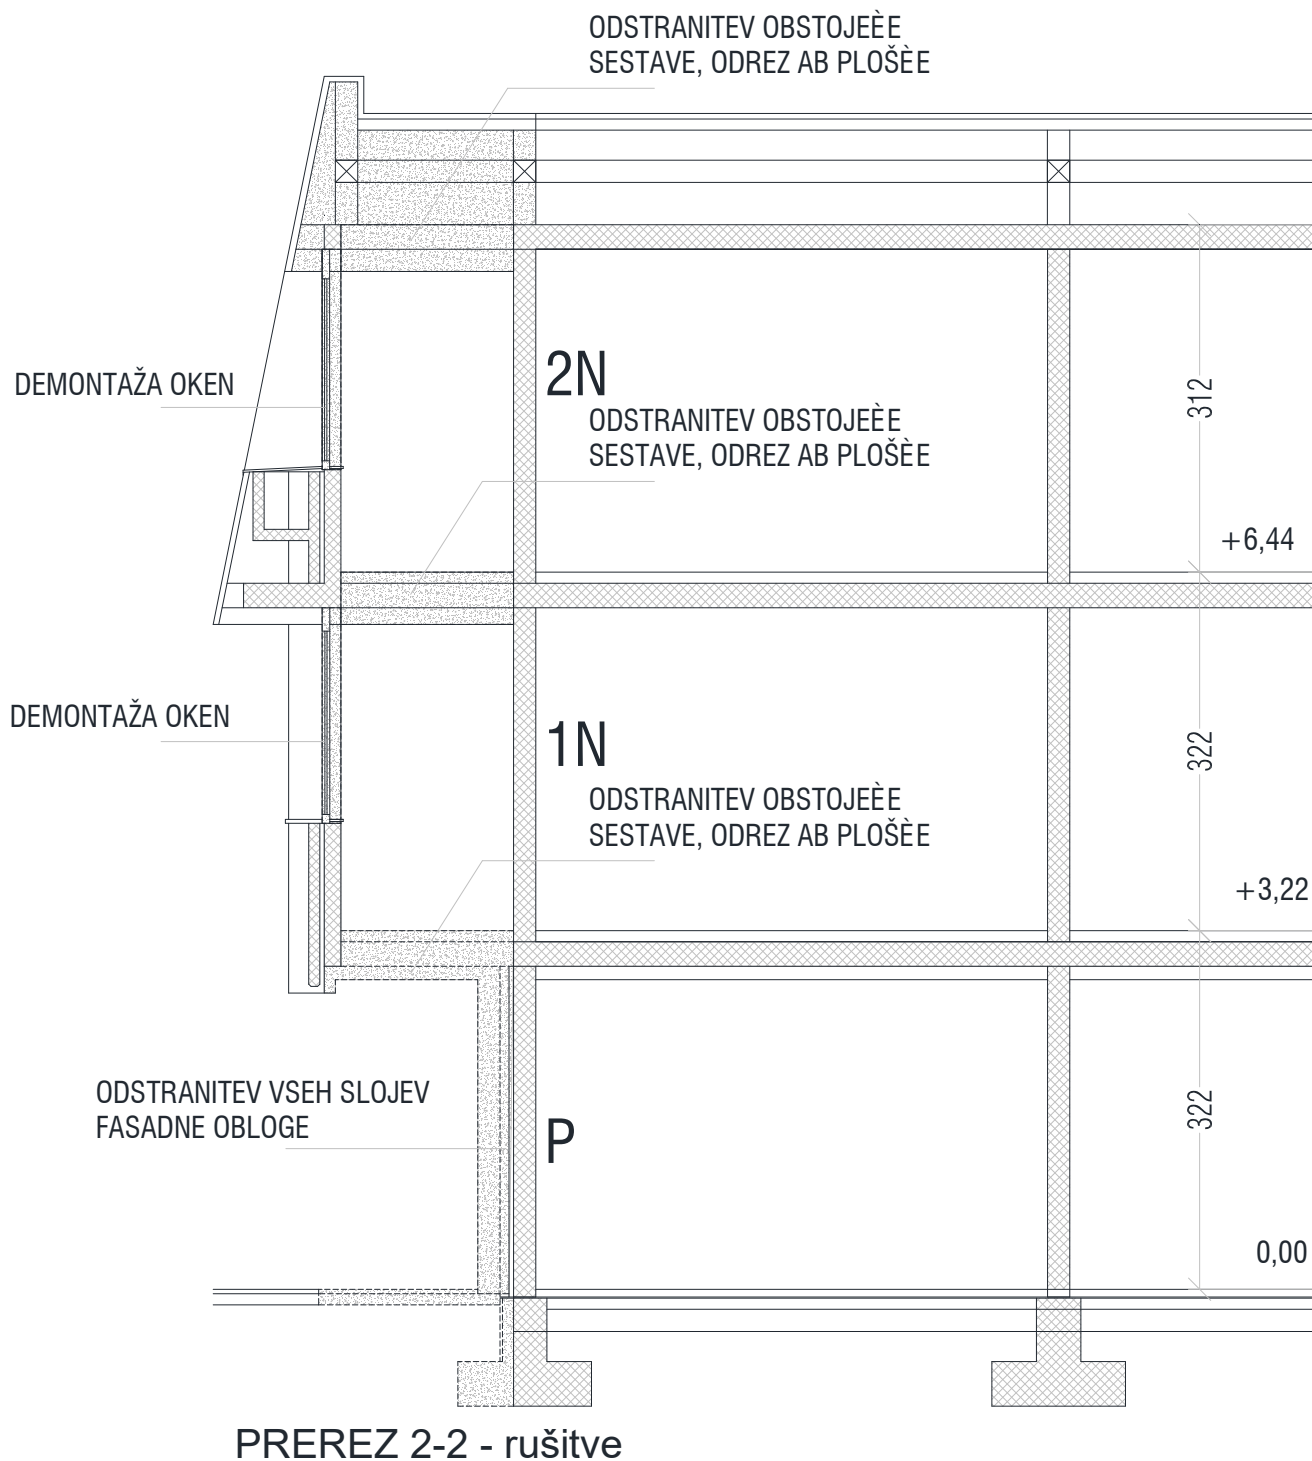 ODSTRANITEV OBSTOJEÈE
SESTAVE, ODREZ AB PLOŠÈE
2N
DEMONTAŽA OKEN
312
ODSTRANITEV OBSTOJEÈE
SESTAVE, ODREZ AB PLOŠÈE
+6,44
DEMONTAŽA OKEN
1N
322
ODSTRANITEV OBSTOJEÈE
SESTAVE, ODREZ AB PLOŠÈE
+3,22
ODSTRANITEV VSEH SLOJEV
FASADNE OBLOGE
322
P
0,00
PREREZ 2-2 - rušitve